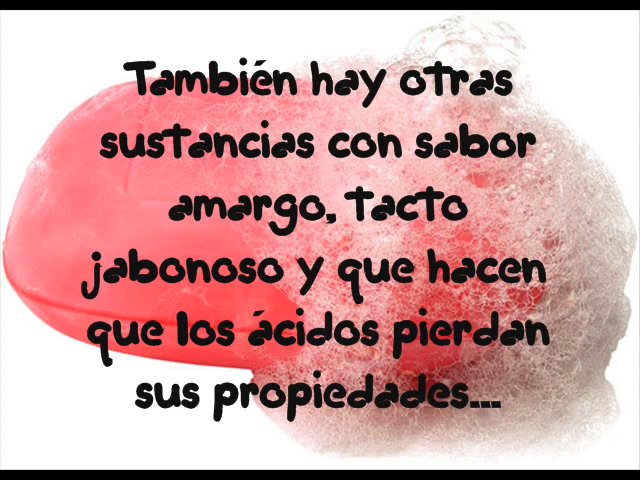 También hay otras
sustancias con sabor
amargo, tacto
jabonoso y que hacen
que los ácidos pierdan
sus propiedades...